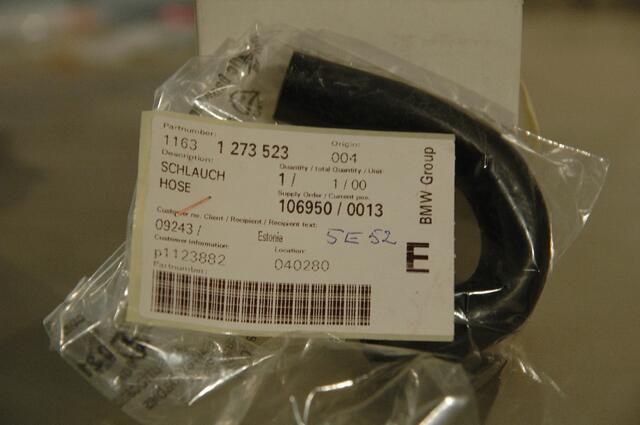 Partnumber:
1163 1 273 523
Origin:
004
Description:
SCHLAUCH
HOSE
Quantity / total Quantity / Unit:
1 / 1 / 00
Supply Order / Current pos.
106950 / 0013
Customer no. Client / Recipient / Recipient text:
09243 / Estonia
5E52
Customer information:
p1123882
Location:
040280
Partnumber:
BMW Group